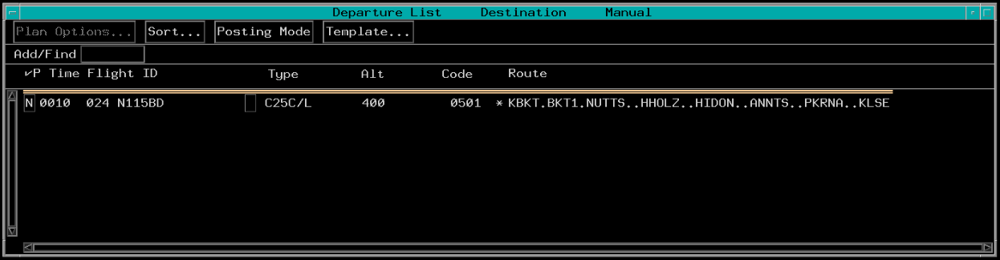 Departure List Destination Manual
Plan Options... Sort... Posting Mode Template...
Add/Find
✓P Time Flight ID Type Alt Code Route
N 0010 024 N115BD C25C/L 400 0501 * KBKT.BKT1.NUTTS..HHOLZ..HIDON..ANNTS..PKRNA..KLSE